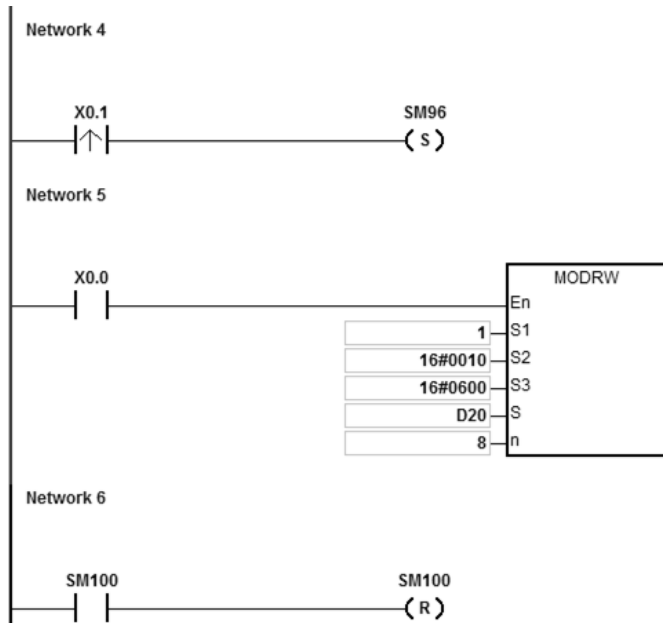 Network 4
X0.1 SM96
S
Network 5
X0.0
MODRW
En
1 S1
16#0010 S2
16#0600 S3
D20 S
8 n
Network 6
SM100 SM100
R